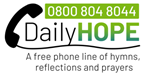 0800 804 8044
DailyHOPE
A free phone line of hymns,
reflections and prayers